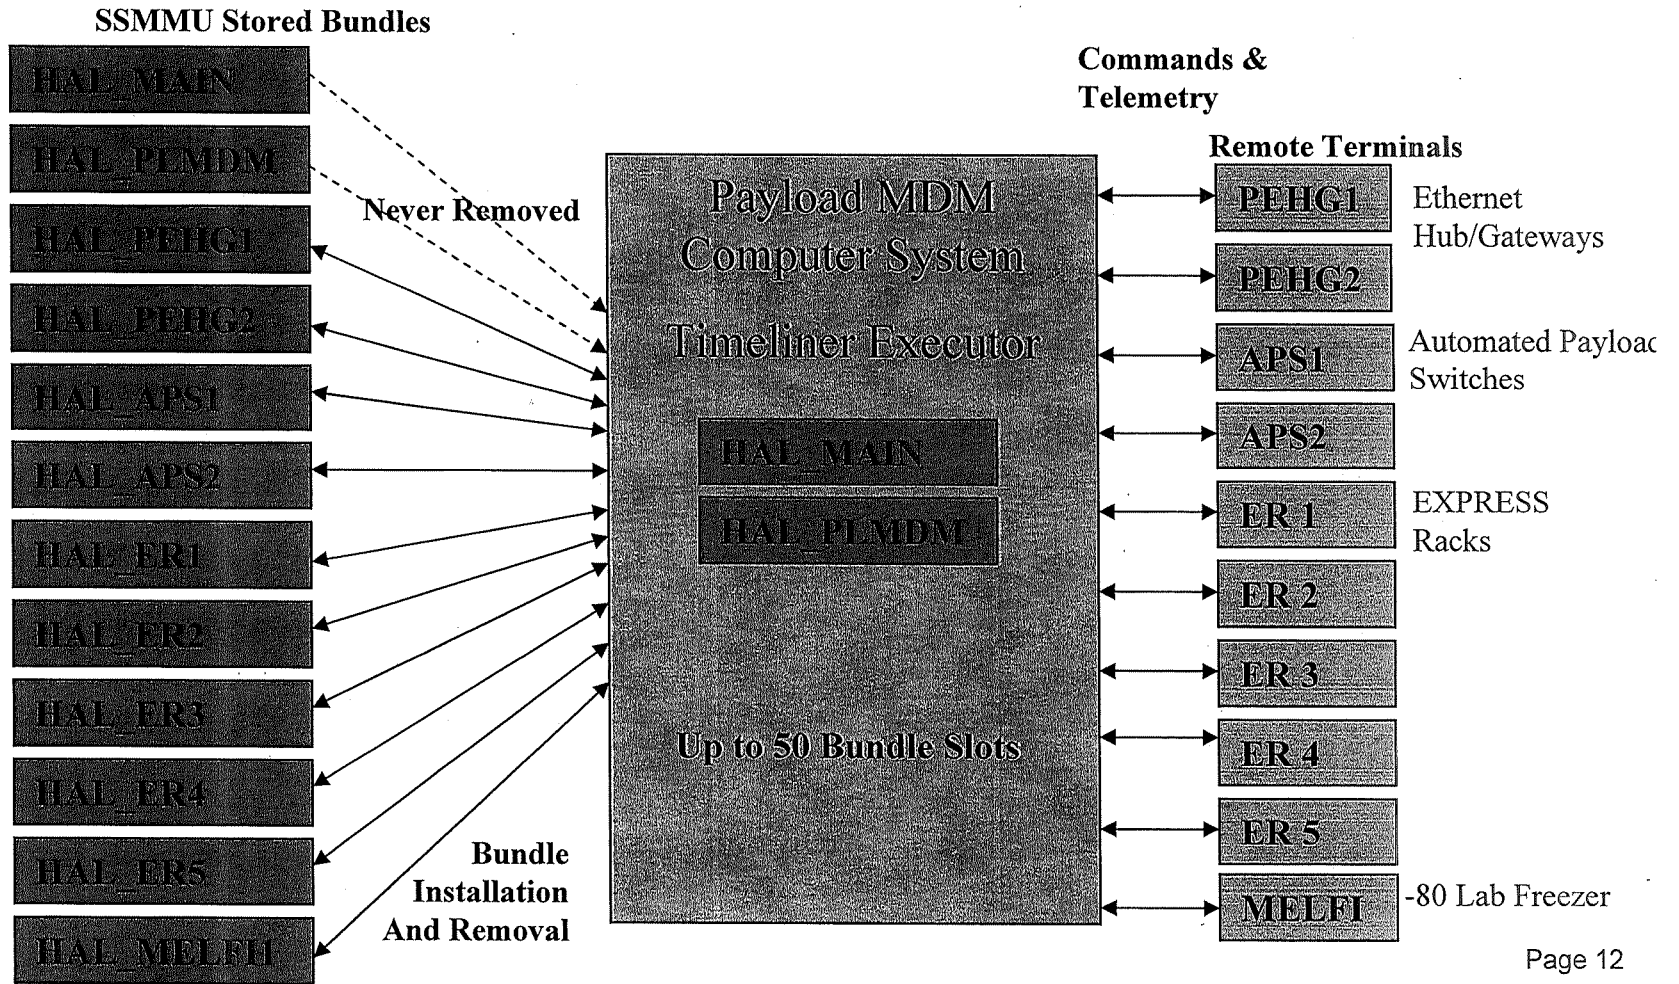 SSMMU Stored Bundles
HAL_MAIN
HAL_PLMDM
HAL_PEHG1
HAL_PEHG2
HAL_APS1
HAL_APS2
HAL_ER1
HAL_ER2
HAL_ER3
HAL_ER4
HAL_ER5
HAL_MELFI1
Never Removed
Bundle
Installation
And Removal
Payload MDM
Computer System
Timeliner Executor
HAL_MAIN
HAL_PLMDM
Up to 50 Bundle Slots
Commands &
Telemetry
Remote Terminals
PEHG1
Ethernet
Hub/Gateways
PEHG2
APS1
Automated Payloac
Switches
APS2
ER 1
EXPRESS
Racks
ER 2
ER 3
ER 4
ER 5
MELFI
-80 Lab Freezer
Page 12